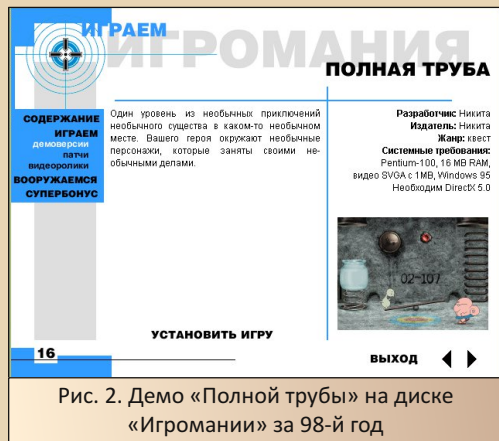 ИГРАЕМ
ИГРОМАНИЯ
ПОЛНАЯ ТРУБА
СОДЕРЖАНИЕ
ИГРАЕМ
демоверсии
патчи
видеоролики
ВООРУЖАЕМСЯ
СУПЕРБОНУС
Один уровень из необычных приключений
необычного существа в каком-то необычном
месте. Вашего героя окружают необычные
персонажи, которые заняты своими не-
обычными делами.
Разработчик: Никита
Издатель: Никита
Жанр: квест
Системные требования:
Pentium-100, 16 MB RAM,
видео SVGA с 1MB, Windows 95
Необходим DirectX 5.0
02-107
УСТАНОВИТЬ ИГРУ
16
ВЫХОД
Рис. 2. Демо «Полной трубы» на диске
«Игромании» за 98-й год